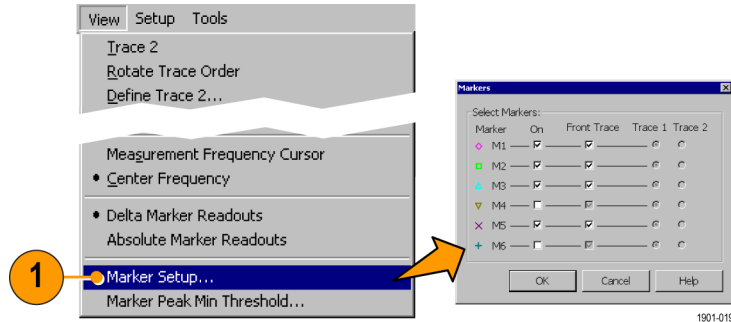 View Setup Tools
Trace 2
Rotate Trace Order
Define Trace 2...
Measurement Frequency Cursor
• Center Frequency
• Delta Marker Readouts
Absolute Marker Readouts
1
Marker Setup...
Marker Peak Min Threshold...
Markers
Select Markers:
Marker On Front Trace Trace 1 Trace 2
M1
M2
M3
M4
M5
M6
OK Cancel Help
1901-019